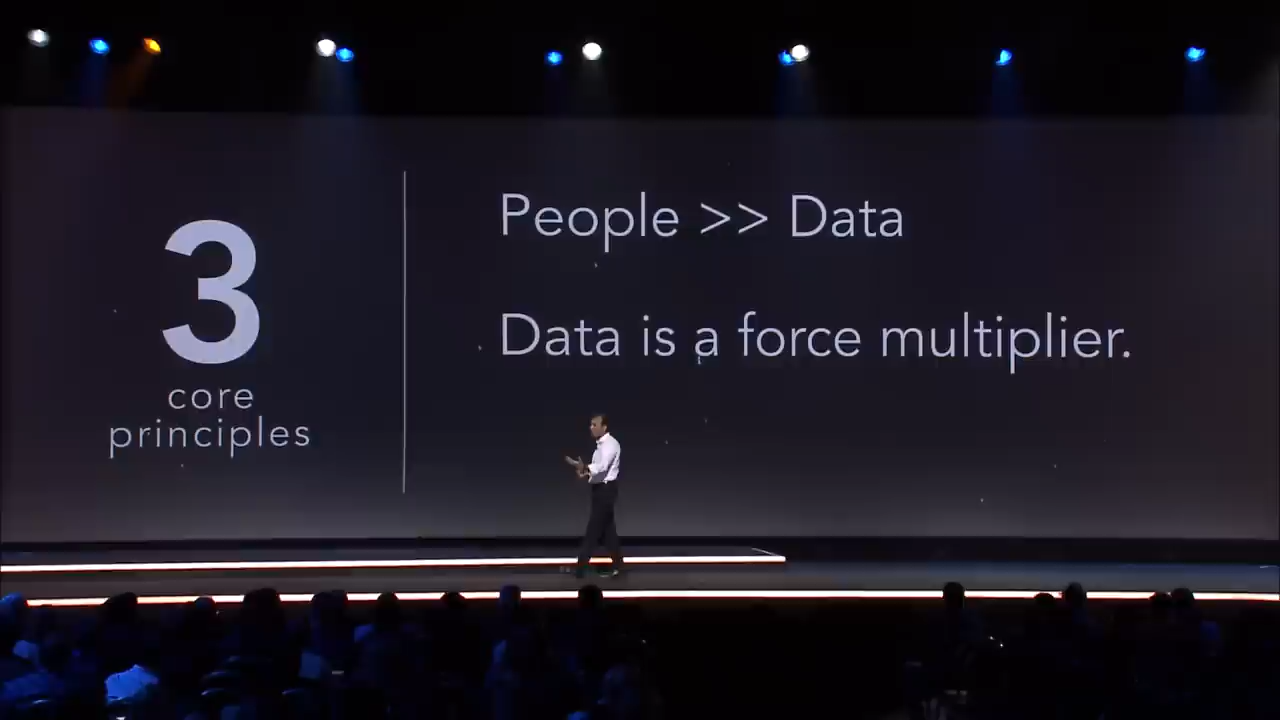 3
core
principles
People >> Data
Data is a force multiplier.